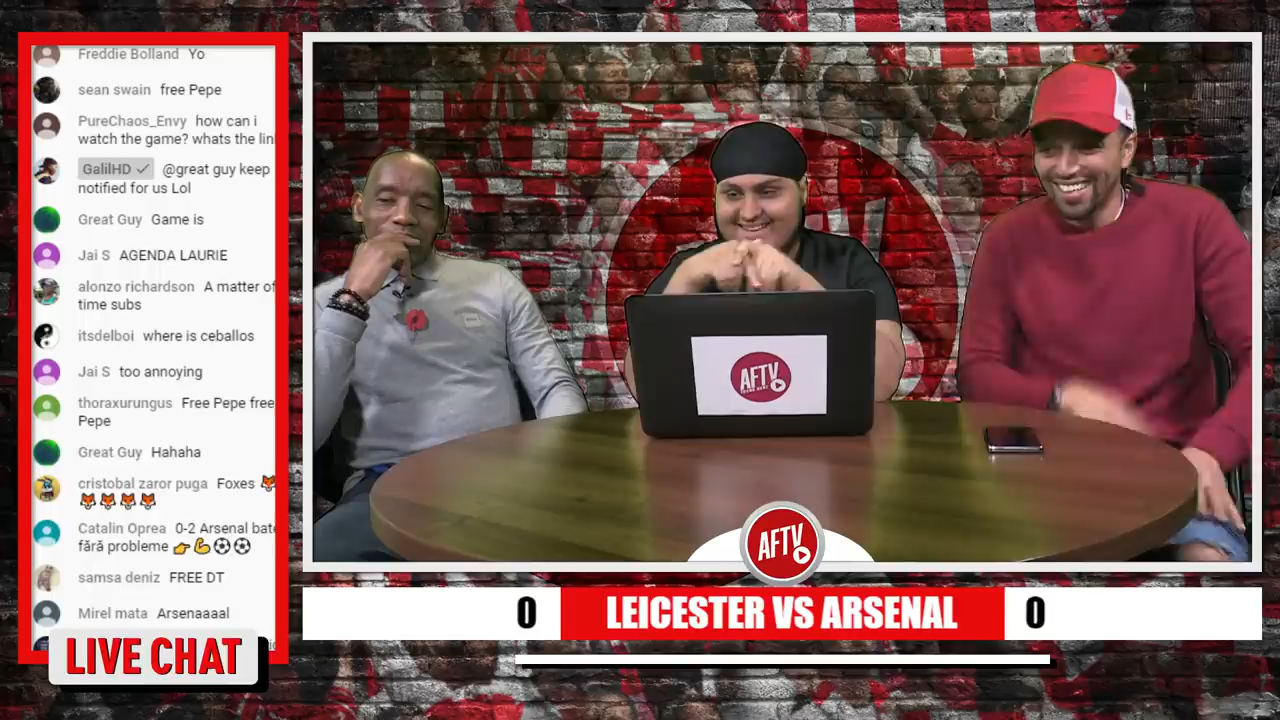 Freddie Bolland Yo
sean swain free Pepe
PureChaos_Envy how can i
watch the game? whats the lin
GalilHD ✓ @great guy keep
notified for us Lol
Great Guy Game is
Jai S AGENDA LAURIE
alonzo richardson A matter of
time subs
itsdelboi where is ceballos
Jai S too annoying
thoraxurungus Free Pepe free
Pepe
Great Guy Hahaha
cristobal zaror puga Foxes 🦊
🦊🦊🦊🦊
Catalin Oprea 0-2 Arsenal bate
fără probleme 👉💪⚽⚽
samsa deniz FREE DT
Mirel mata Arsenaaaal
LIVE CHAT
AFTV
AFTV
0 LEICESTER VS ARSENAL 0